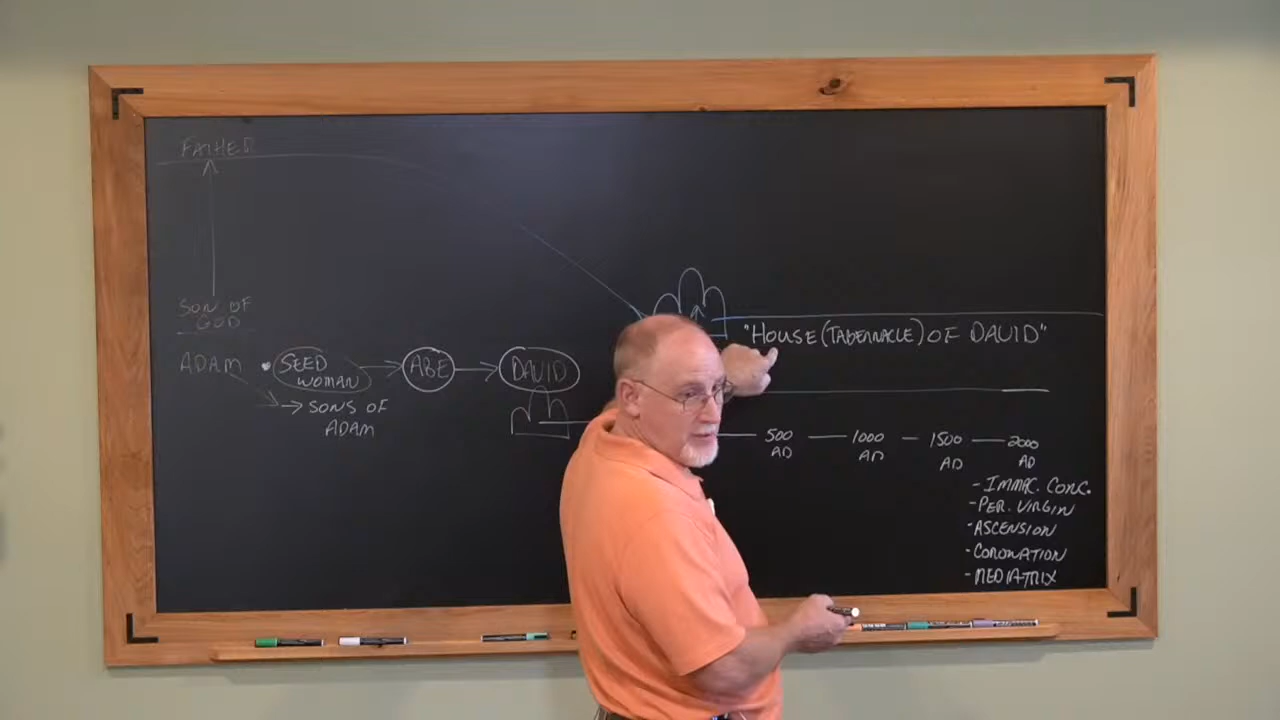 FATHER
SON OF
GOD
ADAM
SEED
WOMAN
SONS OF
ADAM
ABE
DAVID
"HOUSE (TABERNACLE) OF DAVID"
500
AD
1000
AD
1500
AD
2000
AD
- IMMAC. CONC.
- PER. VIRGIN
- ASCENSION
- CORONATION
- MEDIATRIX